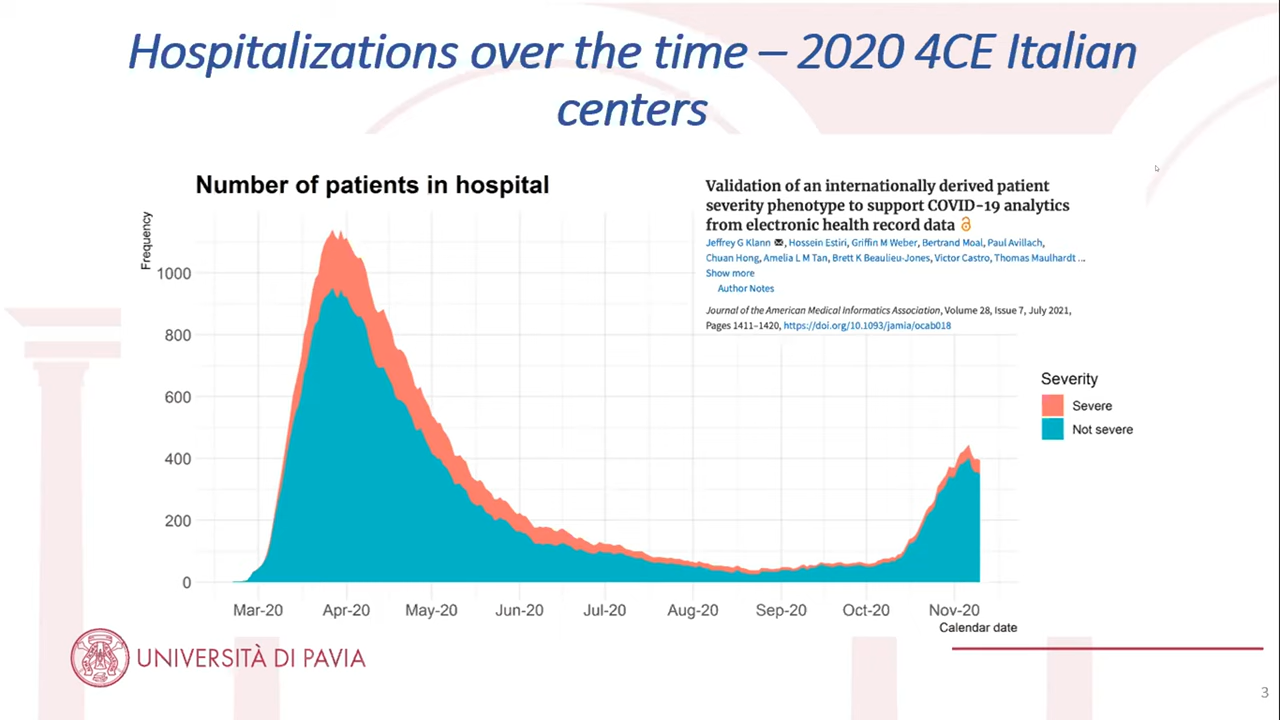 Hospitalizations over the time – 2020 4CE Italian
centers
Number of patients in hospital
Validation of an internationally derived patient
severity phenotype to support COVID-19 analytics
from electronic health record data
Jeffrey G Klann, Hossein Estiri, Griffin M Weber, Bertrand Moal, Paul Avillach,
Chuan Hong, Amelia L M Tan, Brett K Beaulieu-Jones, Victor Castro, Thomas Maulhardt ...
Show more
Author Notes
Journal of the American Medical Informatics Association, Volume 28, Issue 7, July 2021,
Pages 1411–1420, https://doi.org/10.1093/jamia/ocab018
Frequency
1000
800
600
400
200
0
Mar-20 Apr-20 May-20 Jun-20 Jul-20 Aug-20 Sep-20 Oct-20 Nov-20
Calendar date
Severity
Severe
Not severe
UNIVERSITÀ DI PAVIA
3